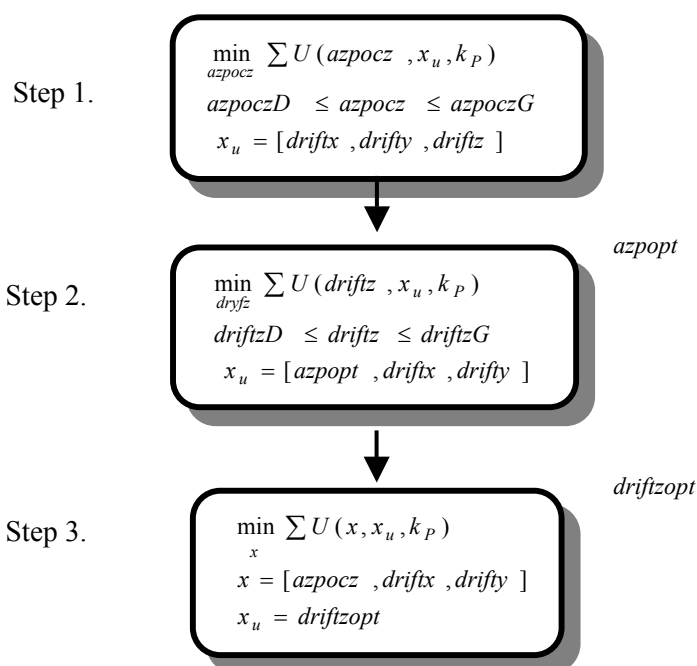 Step 1.
min ∑ U ( azpocz , x_u , k_P )
azpocz
azpoczD ≤ azpocz ≤ azpoczG
x_u = [ driftx , drifty , driftz ]
azpopt
Step 2.
min ∑ U ( driftz , x_u , k_P )
dryfz
driftzD ≤ driftz ≤ driftzG
x_u = [ azpopt , driftx , drifty ]
driftzopt
Step 3.
min ∑ U ( x , x_u , k_P )
x
x = [ azpocz , driftx , drifty ]
x_u = driftzopt